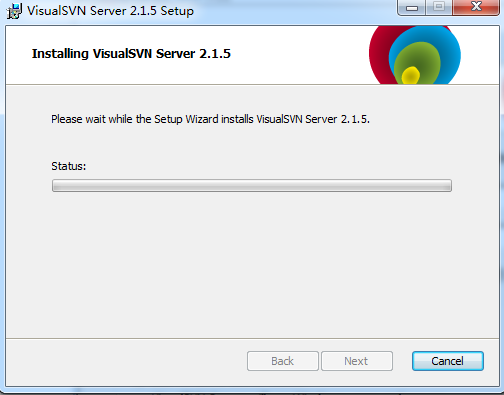 VisualSVN Server 2.1.5 Setup
Installing VisualSVN Server 2.1.5
Please wait while the Setup Wizard installs VisualSVN Server 2.1.5.
Status:
Back Next Cancel